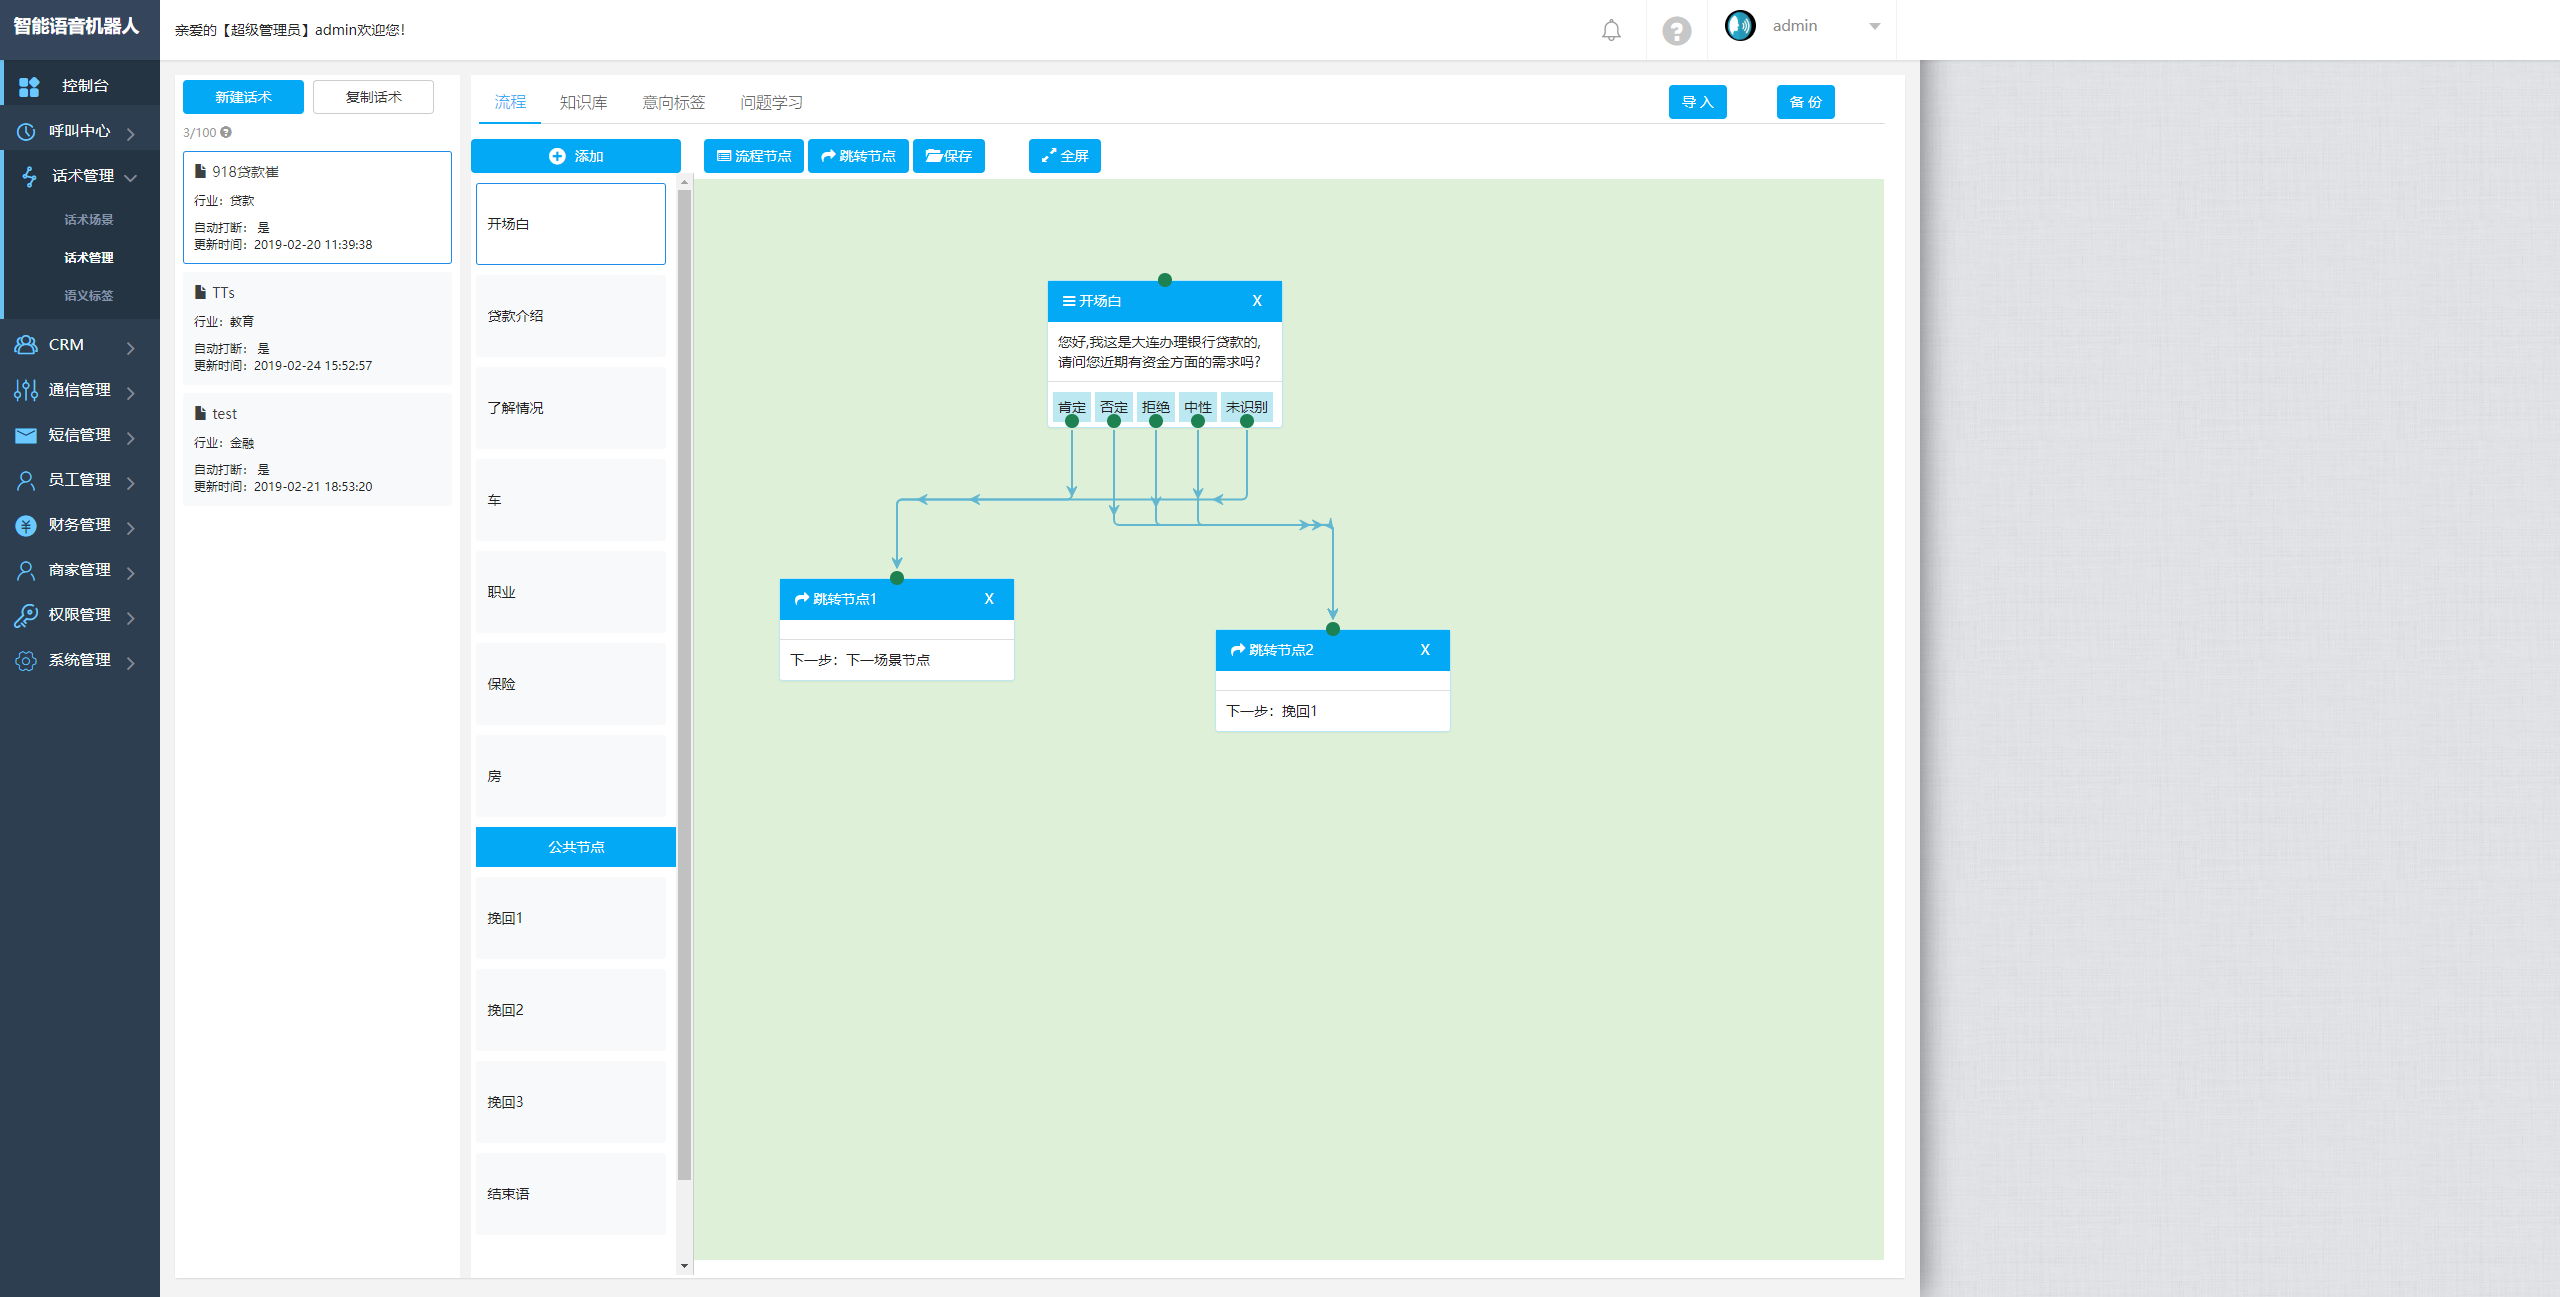 智能语音机器人
亲爱的【超级管理员】admin欢迎您！
admin
控制台
呼叫中心
话术管理
话术场景
话术管理
语义标签
CRM
通信管理
短信管理
员工管理
财务管理
商家管理
权限管理
系统管理
新建话术
复制话术
3/100
918贷款崔
行业：贷款
自动打断： 是
更新时间：2019-02-20 11:39:38
TTs
行业：教育
自动打断： 是
更新时间：2019-02-24 15:52:57
test
行业：金融
自动打断： 是
更新时间：2019-02-21 18:53:20
流程
知识库
意向标签
问题学习
导 入
备 份
添加
流程节点
跳转节点
保存
全屏
开场白
贷款介绍
了解情况
车
职业
保险
房
公共节点
挽回1
挽回2
挽回3
结束语
开场白
X
您好,我这是大连办理银行贷款的,
请问您近期有资金方面的需求吗?
肯定
否定
拒绝
中性
未识别
跳转节点1
X
下一步：下一场景节点
跳转节点2
X
下一步：挽回1